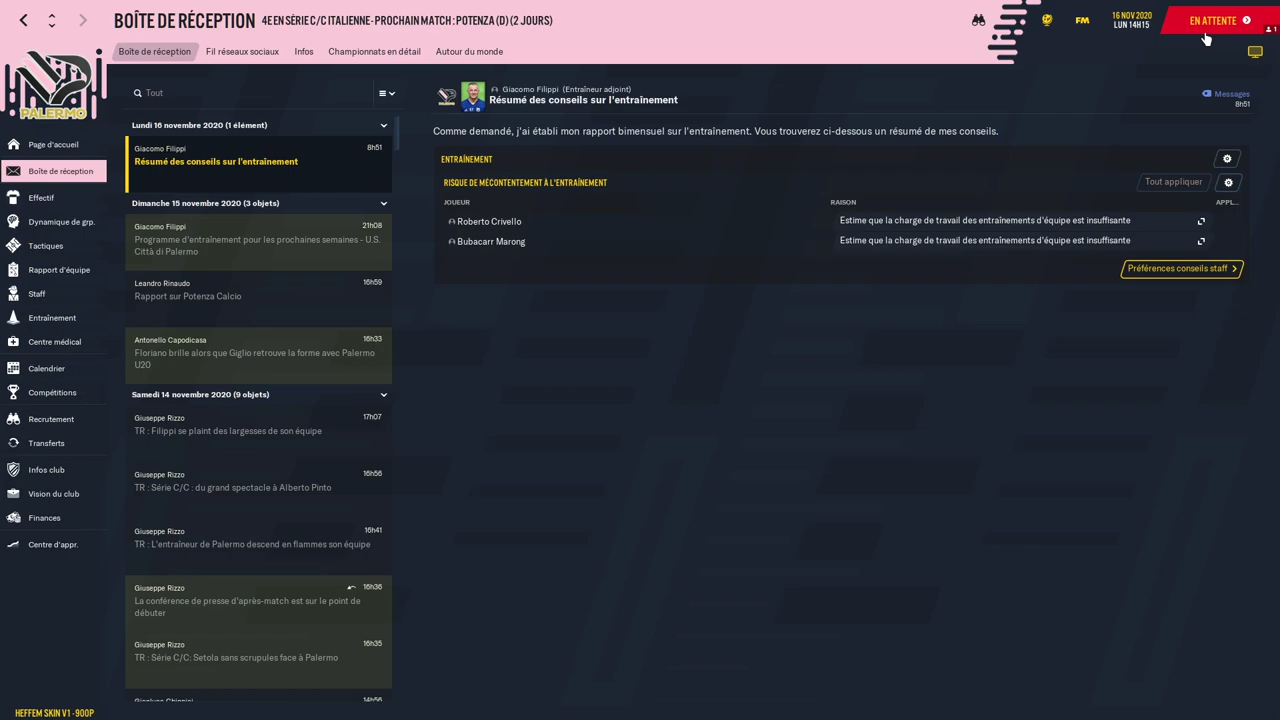 BOÎTE DE RÉCEPTION
4E EN SÉRIE C/C ITALIENNE - PROCHAIN MATCH : POTENZA (D) (2 JOURS)
FM
16 NOV 2020
LUN 14H15
EN ATTENTE
1
Boîte de réception
Fil réseaux sociaux
Infos
Championnats en détail
Autour du monde
PALERMO
Page d'accueil
Boîte de réception
Effectif
Dynamique de grp.
Tactiques
Rapport d'équipe
Staff
Entraînement
Centre médical
Calendrier
Compétitions
Recrutement
Transferts
Infos club
Vision du club
Finances
Centre d'appr.
HEFFEM SKIN V1 - 900P
Tout
Lundi 16 novembre 2020 (1 élément)
Giacomo Filippi 8h51
Résumé des conseils sur l'entraînement
Dimanche 15 novembre 2020 (3 objets)
Giacomo Filippi 21h08
Programme d'entraînement pour les prochaines semaines - U.S.
Città di Palermo
Leandro Rinaudo 16h59
Rapport sur Potenza Calcio
Antonello Capodicasa 16h33
Floriano brille alors que Giglio retrouve la forme avec Palermo
U20
Samedi 14 novembre 2020 (9 objets)
Giuseppe Rizzo 17h07
TR : Filippi se plaint des largesses de son équipe
Giuseppe Rizzo 16h56
TR : Série C/C : du grand spectacle à Alberto Pinto
Giuseppe Rizzo 16h41
TR : L'entraîneur de Palermo descend en flammes son équipe
Giuseppe Rizzo 16h36
La conférence de presse d'après-match est sur le point de
débuter
Giuseppe Rizzo 16h35
TR : Série C/C: Setola sans scrupules face à Palermo
14h56
Giacomo Filippi (Entraîneur adjoint)
Résumé des conseils sur l'entraînement
Messages
8h51
Comme demandé, j'ai établi mon rapport bimensuel sur l'entraînement. Vous trouverez ci-dessous un résumé de mes conseils.
ENTRAÎNEMENT
RISQUE DE MÉCONTENTEMENT À L'ENTRAÎNEMENT
Tout appliquer
JOUEUR RAISON APPL...
Roberto Crivello Estime que la charge de travail des entraînements d'équipe est insuffisante
Bubacarr Marong Estime que la charge de travail des entraînements d'équipe est insuffisante
Préférences conseils staff